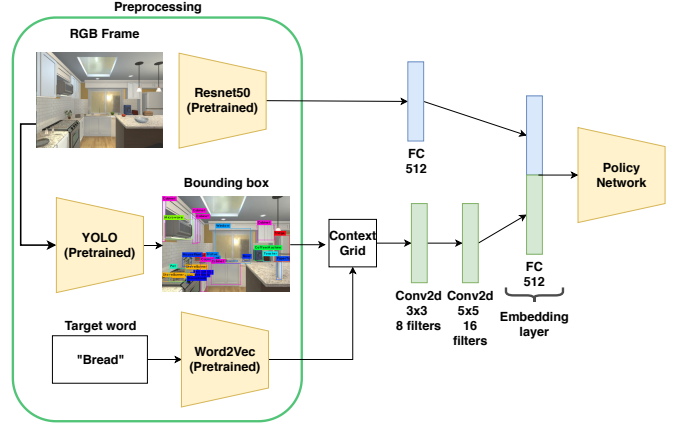 Preprocessing
RGB Frame
Resnet50
(Pretrained)
FC
512
Policy
Network
Bounding box
YOLO
(Pretrained)
Context
Grid
Conv2d
3x3
8 filters
Conv2d
5x5
16
filters
FC
512
Embedding
layer
Target word
"Bread"
Word2Vec
(Pretrained)